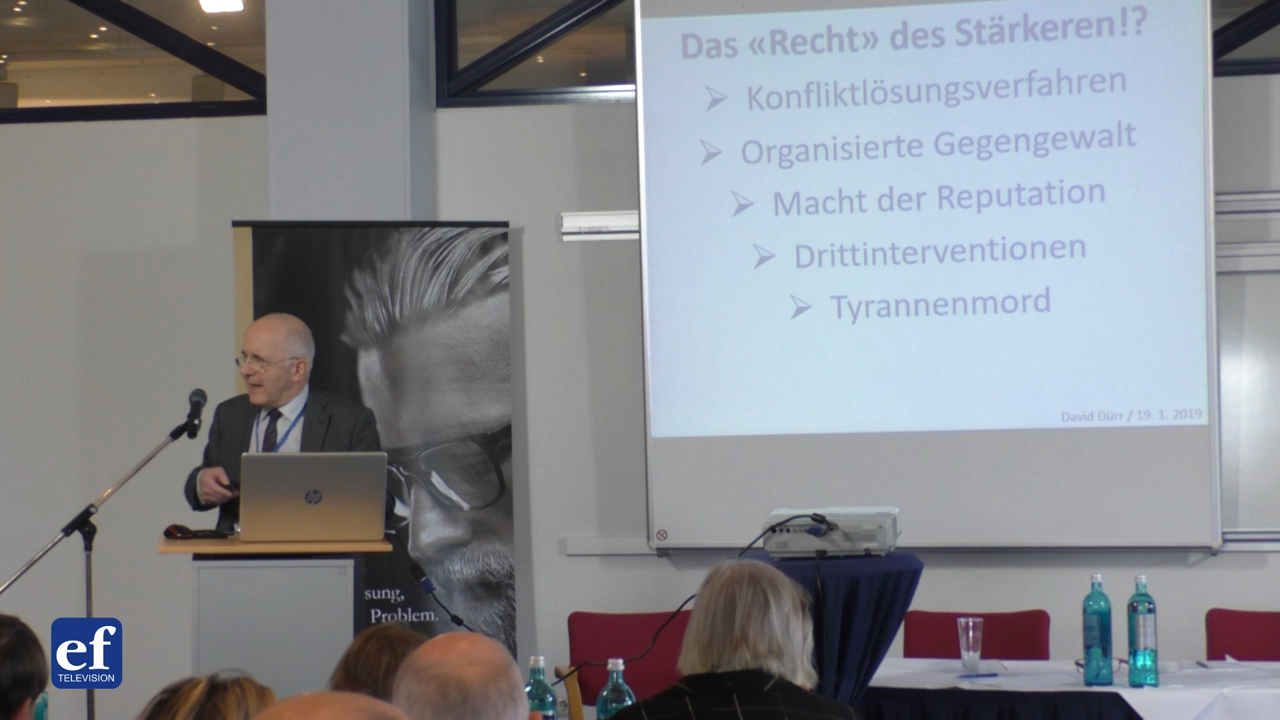 Das «Recht» des Stärkeren!?
➢ Konfliktlösungsverfahren
➢ Organisierte Gegengewalt
➢ Macht der Reputation
➢ Drittinterventionen
➢ Tyrannenmord
David Dürr / 19. 1. 2019
hp
sung,
Problem.
ef
TELEVISION